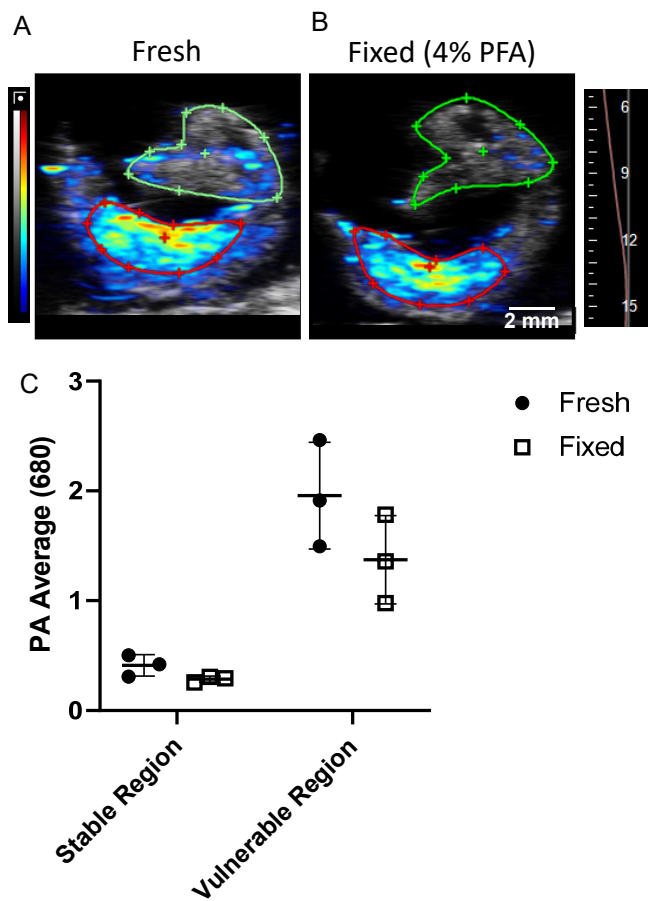 A
B
Fresh
Fixed (4% PFA)
6
9
12
15
2 mm
C
3
2
1
0
PA Average (680)
Fresh
Fixed
Stable Region
Vulnerable Region